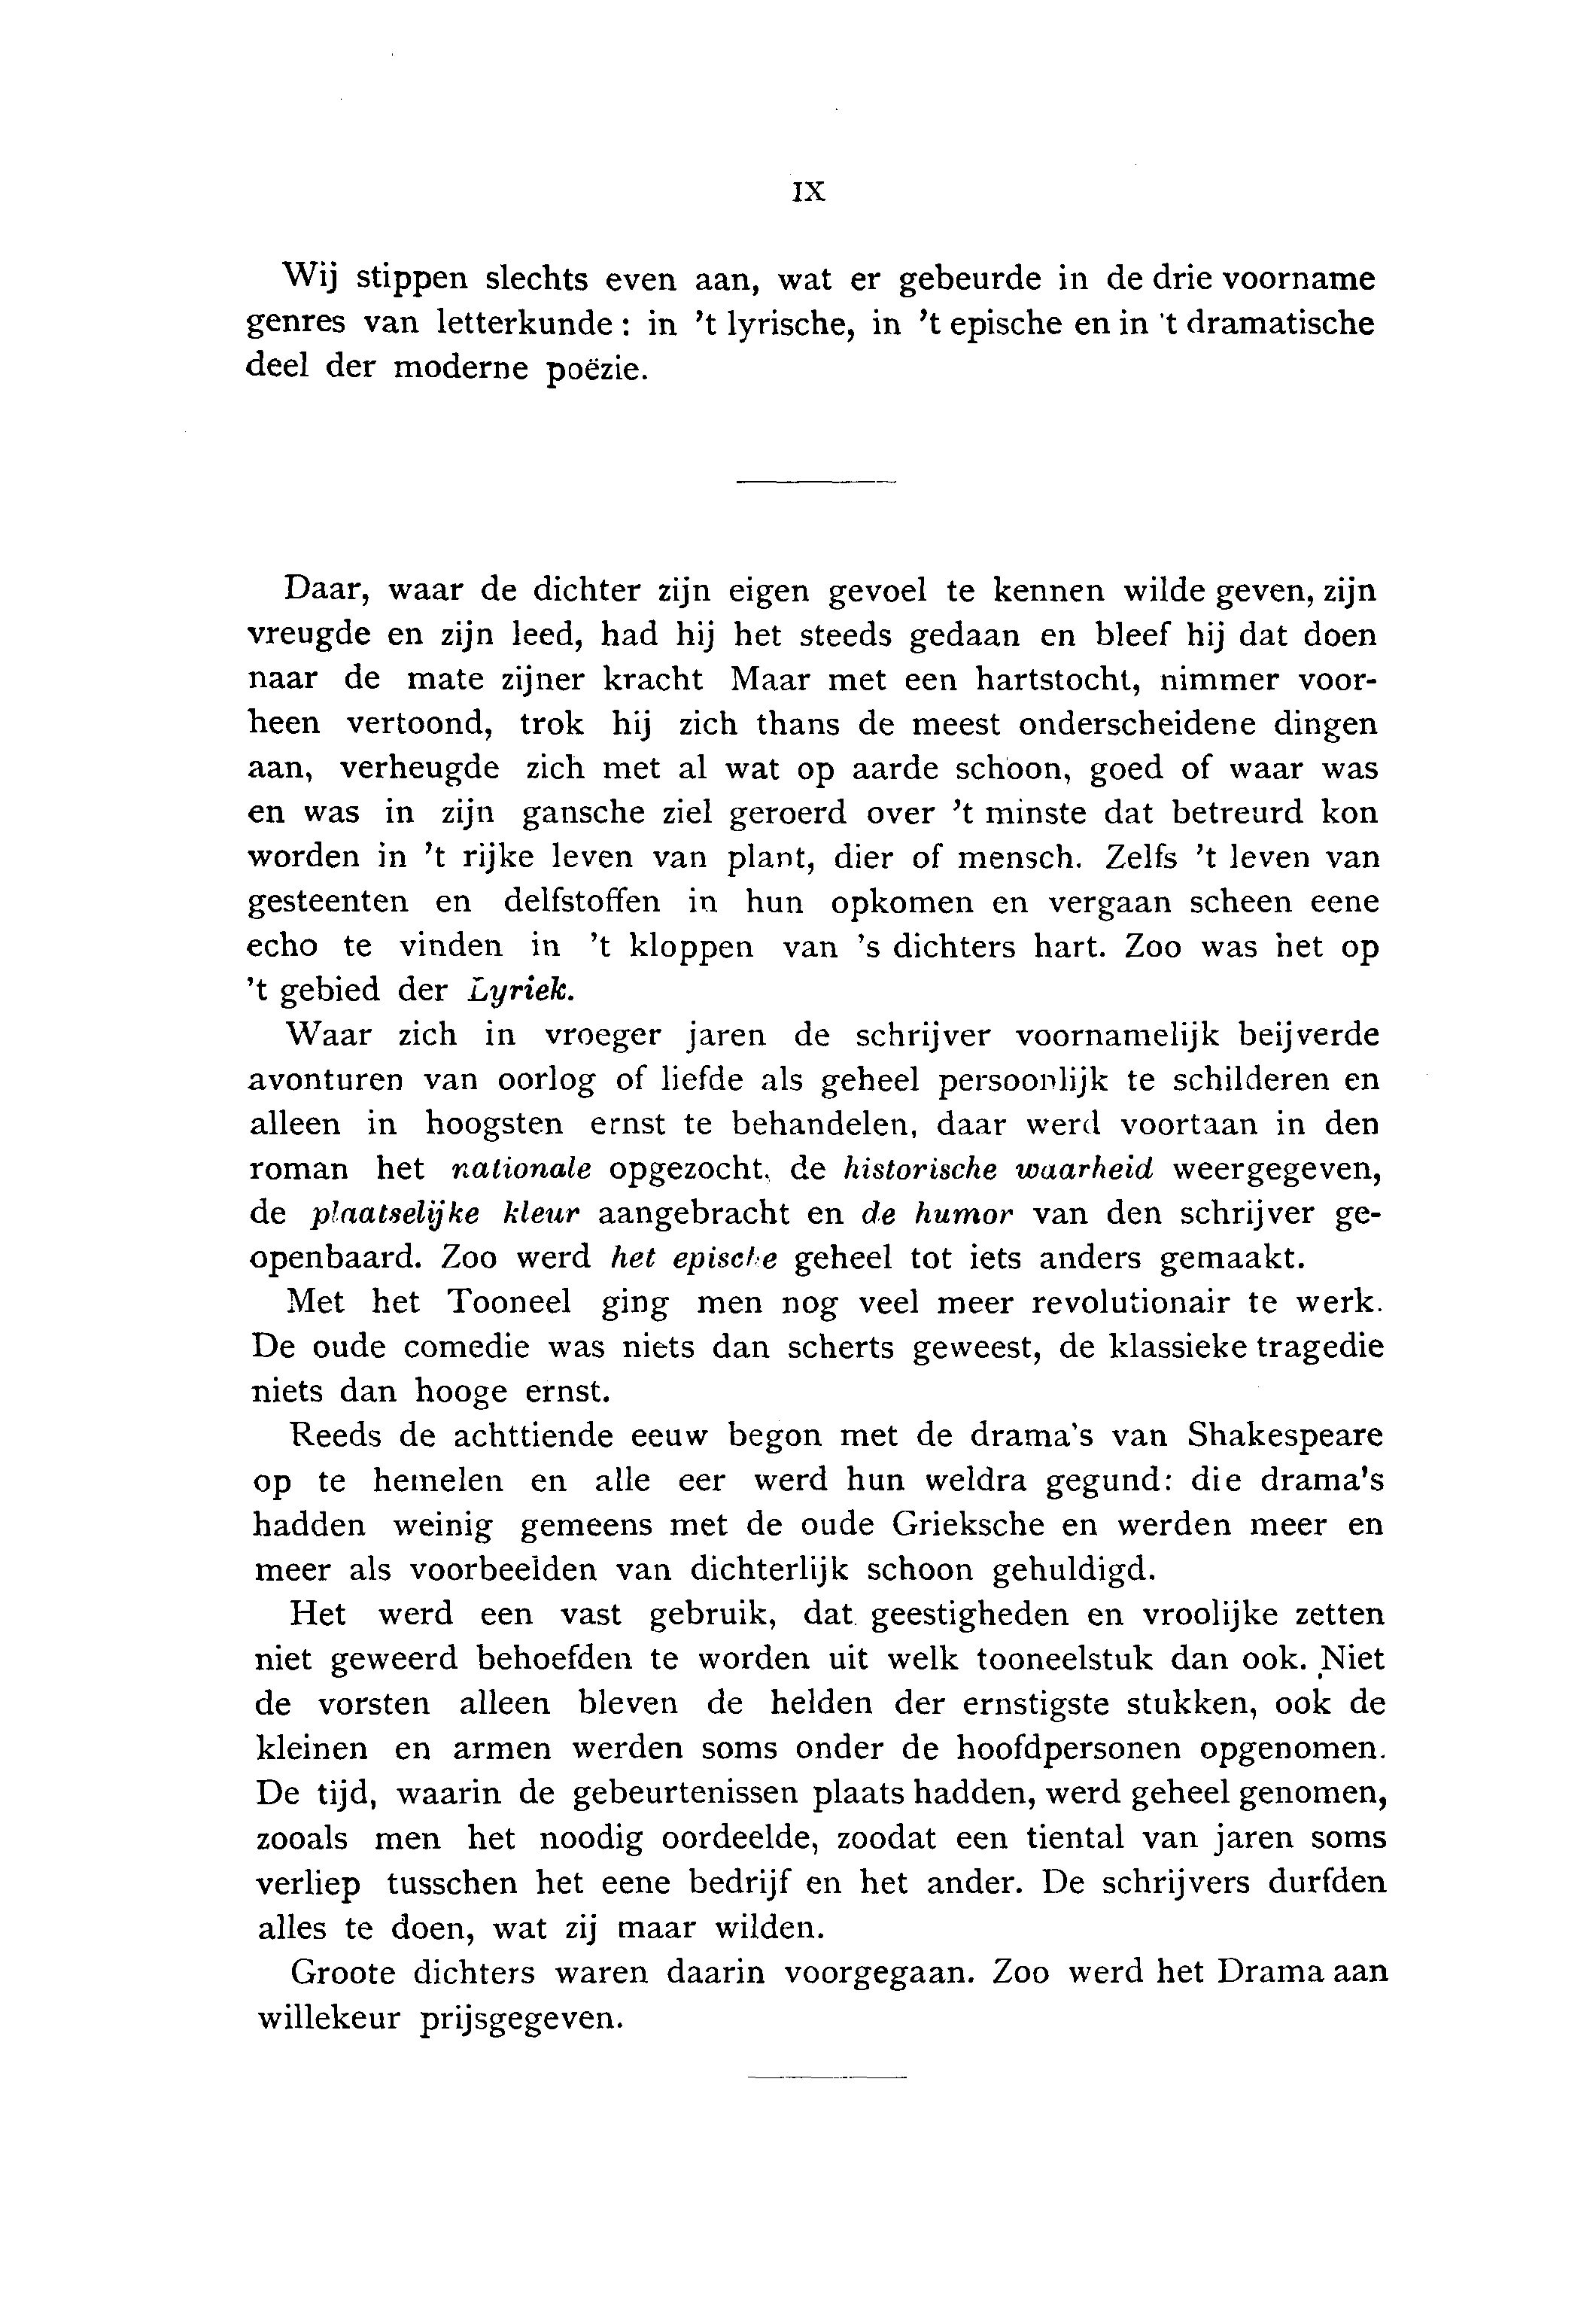 IX
Wij stippen slechts even aan, wat er gebeurde in de drie voorname
genres van letterkunde : in 't lyrische, in 't epische en in 't dramatische
deel der moderne poëzie.
Daar, waar de dichter zijn eigen gevoel te kennen wilde geven, zijn
vreugde en zijn leed, had hij het steeds gedaan en bleef hij dat doen
naar de mate zijner kracht Maar met een hartstocht, nimmer voor-
heen vertoond, trok hij zich thans de meest onderscheidene dingen
aan, verheugde zich met al wat op aarde schoon, goed of waar was
en was in zijn gansche ziel geroerd over 't minste dat betreurd kon
worden in 't rijke leven van plant, dier of mensch. Zelfs 't leven van
gesteenten en delfstoffen in hun opkomen en vergaan scheen eene
echo te vinden in 't kloppen van 's dichters hart. Zoo was het op
't gebied der Lyriek.
Waar zich in vroeger jaren de schrijver voornamelijk beijverde
avonturen van oorlog of liefde als geheel persoonlijk te schilderen en
alleen in hoogsten ernst te behandelen, daar werd voortaan in den
roman het nationale opgezocht, de historische waarheid weergegeven,
de plaatselijke kleur aangebracht en de humor van den schrijver ge-
openbaard. Zoo werd het epische geheel tot iets anders gemaakt.
Met het Tooneel ging men nog veel meer revolutionair te werk.
De oude comedie was niets dan scherts geweest, de klassieke tragedie
niets dan hooge ernst.
Reeds de achttiende eeuw begon met de drama's van Shakespeare
op te hemelen en alle eer werd hun weldra gegund: die drama's
hadden weinig gemeens met de oude Grieksche en werden meer en
meer als voorbeelden van dichterlijk schoon gehuldigd.
Het werd een vast gebruik, dat geestigheden en vroolijke zetten
niet geweerd behoefden te worden uit welk tooneelstuk dan ook. Niet
de vorsten alleen bleven de helden der ernstigste stukken, ook de
kleinen en armen werden soms onder de hoofdpersonen opgenomen.
De tijd, waarin de gebeurtenissen plaats hadden, werd geheel genomen,
zooals men het noodig oordeelde, zoodat een tiental van jaren soms
verliep tusschen het eene bedrijf en het ander. De schrijvers durfden
alles te doen, wat zij maar wilden.
Groote dichters waren daarin voorgegaan. Zoo werd het Drama aan
willekeur prijsgegeven.